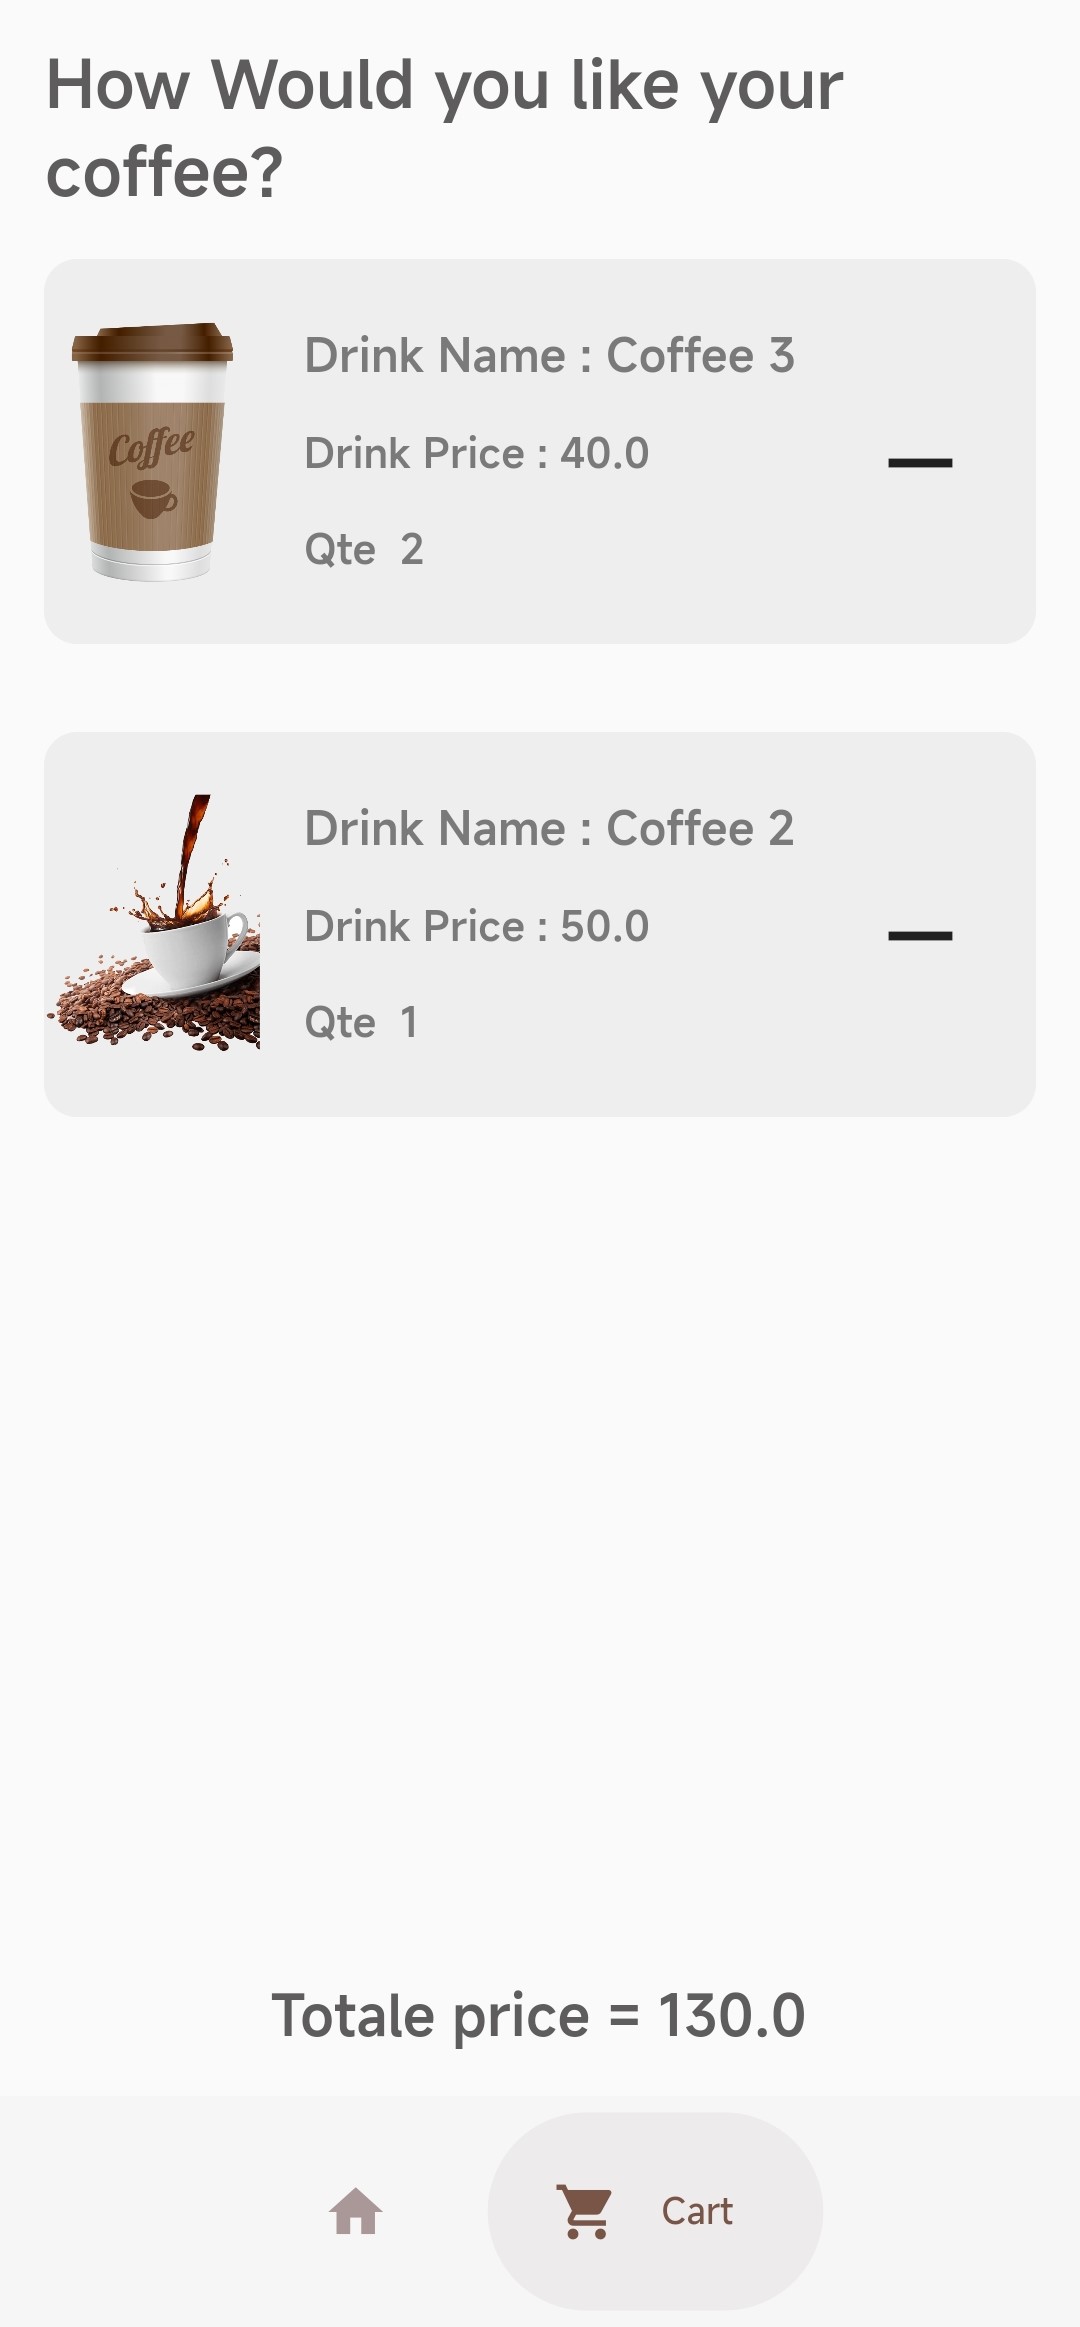 How Would you like your
coffee?
Coffee
Drink Name : Coffee 3
Drink Price : 40.0
Qte 2
Drink Name : Coffee 2
Drink Price : 50.0
Qte 1
Totale price = 130.0
Cart